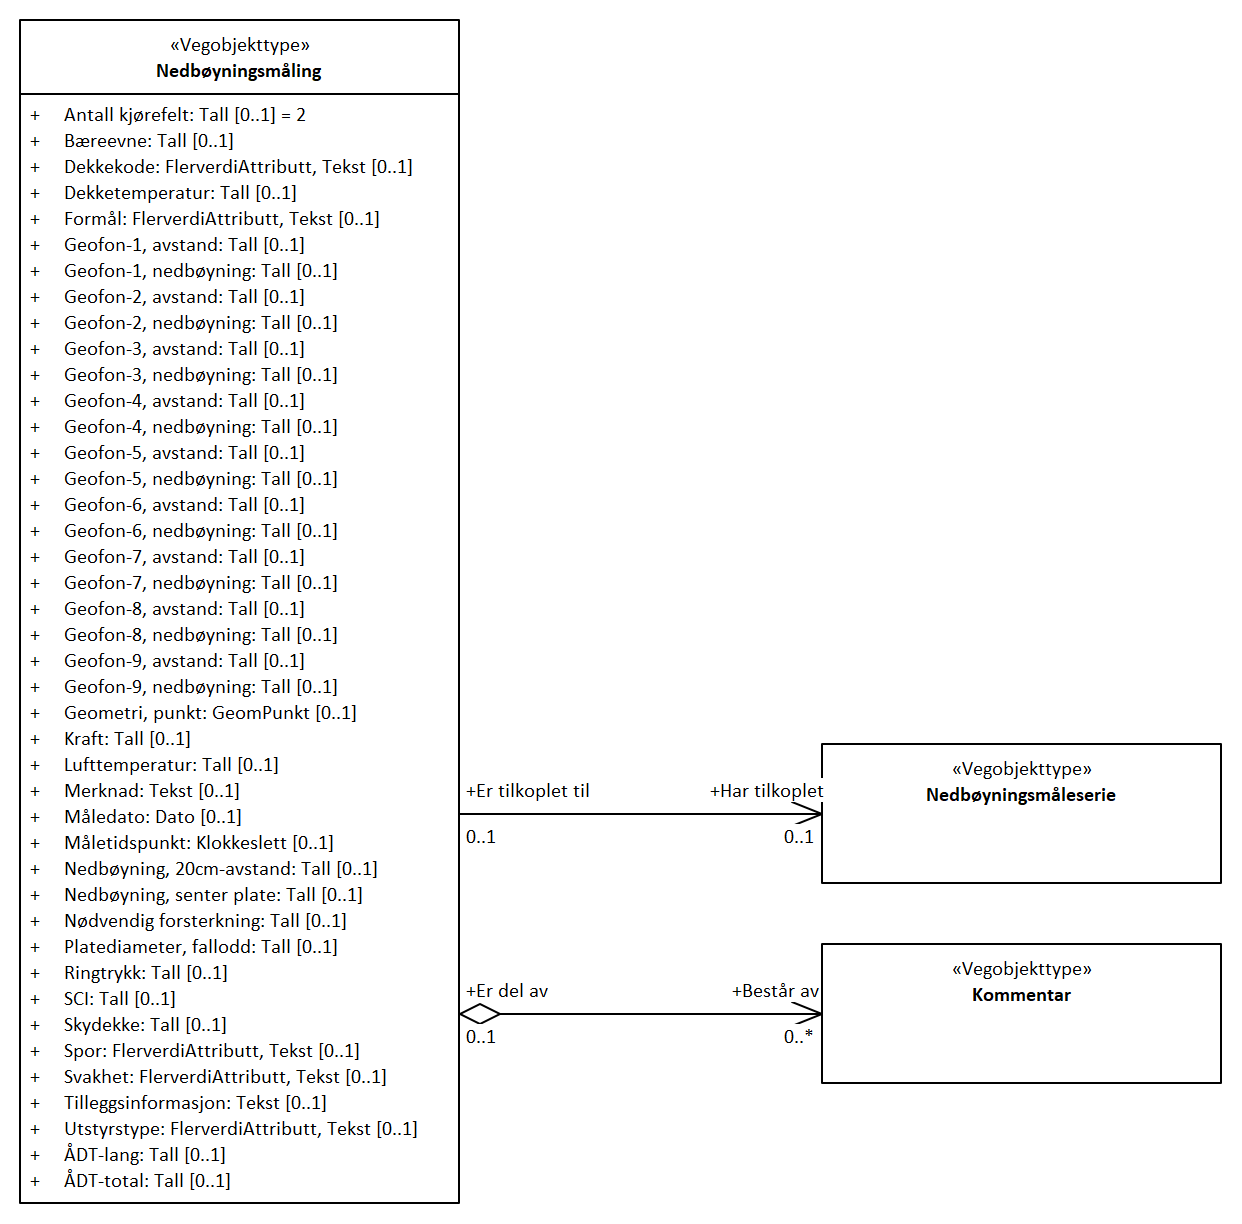 «Vegobjekttype»
Nedbøyningsmåling
+ Antall kjørefelt: Tall [0..1] = 2
+ Bæreevne: Tall [0..1]
+ Dekkekode: FlerverdiAttributt, Tekst [0..1]
+ Dekketemperatur: Tall [0..1]
+ Formål: FlerverdiAttributt, Tekst [0..1]
+ Geofon-1, avstand: Tall [0..1]
+ Geofon-1, nedbøyning: Tall [0..1]
+ Geofon-2, avstand: Tall [0..1]
+ Geofon-2, nedbøyning: Tall [0..1]
+ Geofon-3, avstand: Tall [0..1]
+ Geofon-3, nedbøyning: Tall [0..1]
+ Geofon-4, avstand: Tall [0..1]
+ Geofon-4, nedbøyning: Tall [0..1]
+ Geofon-5, avstand: Tall [0..1]
+ Geofon-5, nedbøyning: Tall [0..1]
+ Geofon-6, avstand: Tall [0..1]
+ Geofon-6, nedbøyning: Tall [0..1]
+ Geofon-7, avstand: Tall [0..1]
+ Geofon-7, nedbøyning: Tall [0..1]
+ Geofon-8, avstand: Tall [0..1]
+ Geofon-8, nedbøyning: Tall [0..1]
+ Geofon-9, avstand: Tall [0..1]
+ Geofon-9, nedbøyning: Tall [0..1]
+ Geometri, punkt: GeomPunkt [0..1]
+ Kraft: Tall [0..1]
+ Lufttemperatur: Tall [0..1]
+ Merknad: Tekst [0..1]
+ Måledato: Dato [0..1]
+ Måletidspunkt: Klokkeslett [0..1]
+ Nedbøyning, 20cm-avstand: Tall [0..1]
+ Nedbøyning, senter plate: Tall [0..1]
+ Nødvendig forsterkning: Tall [0..1]
+ Platediameter, fallodd: Tall [0..1]
+ Ringtrykk: Tall [0..1]
+ SCI: Tall [0..1]
+ Skydekke: Tall [0..1]
+ Spor: FlerverdiAttributt, Tekst [0..1]
+ Svakhet: FlerverdiAttributt, Tekst [0..1]
+ Tilleggsinformasjon: Tekst [0..1]
+ Utstyrstype: FlerverdiAttributt, Tekst [0..1]
+ ÅDT-lang: Tall [0..1]
+ ÅDT-total: Tall [0..1]
+Er tilkoplet til
+Har tilkoplet
0..1
0..1
«Vegobjekttype»
Nedbøyningsmåleserie
+Er del av
+Består av
0..1
0..*
«Vegobjekttype»
Kommentar